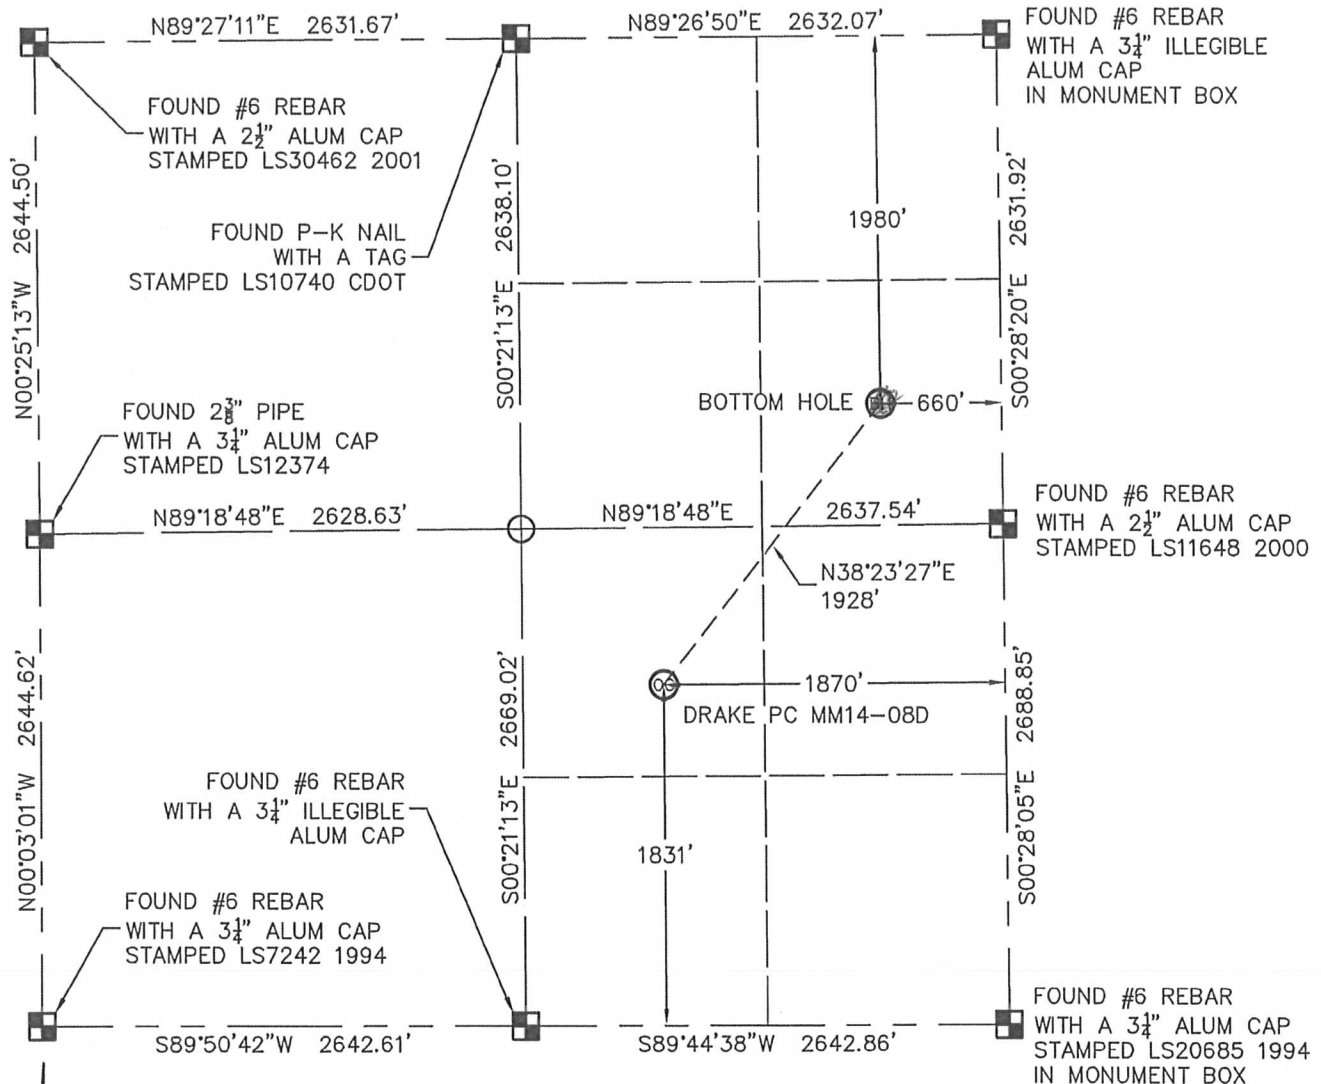 N89°27'11"E 2631.67'
N89°26'50"E 2632.07'
FOUND #6 REBAR
WITH A 3¼" ILLEGIBLE
ALUM CAP
IN MONUMENT BOX
FOUND #6 REBAR
WITH A 2½" ALUM CAP
STAMPED LS30462 2001
N00°25'13"W 2644.50'
FOUND P-K NAIL
WITH A TAG
STAMPED LS10740 CDOT
S00°21'13"E 2638.10'
1980'
S00°28'20"E 2631.92'
BOTTOM HOLE
BH
660'
FOUND 2⅜" PIPE
WITH A 3¼" ALUM CAP
STAMPED LS12374
N89°18'48"E 2628.63'
N89°18'48"E 2637.54'
FOUND #6 REBAR
WITH A 2½" ALUM CAP
STAMPED LS11648 2000
N38°23'27"E
1928'
OG
1870'
DRAKE PC MM14-08D
N00°03'01"W 2644.62'
S00°21'13"E 2669.02'
S00°28'05"E 2688.85'
FOUND #6 REBAR
WITH A 3¼" ILLEGIBLE
ALUM CAP
1831'
FOUND #6 REBAR
WITH A 3¼" ALUM CAP
STAMPED LS7242 1994
FOUND #6 REBAR
WITH A 3¼" ALUM CAP
STAMPED LS20685 1994
IN MONUMENT BOX
S89°50'42"W 2642.61'
S89°44'38"W 2642.86'